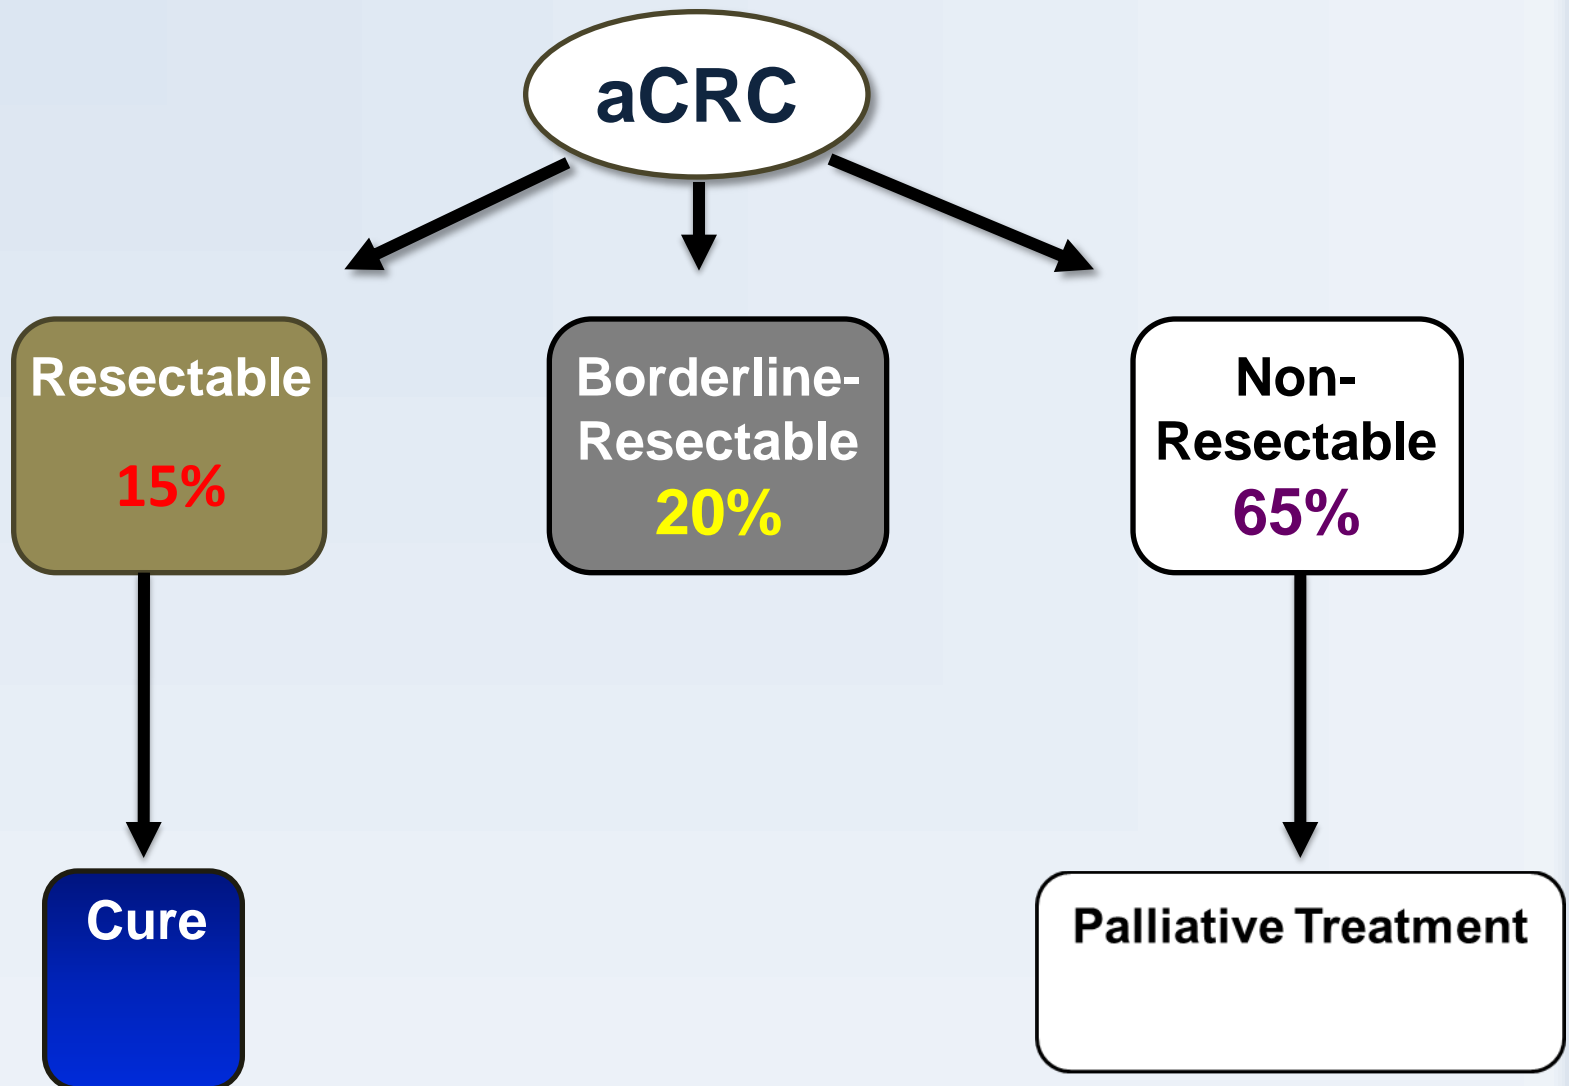 aCRC
Resectable
15%
Borderline-
Resectable
20%
Non-
Resectable
65%
Cure
Palliative Treatment